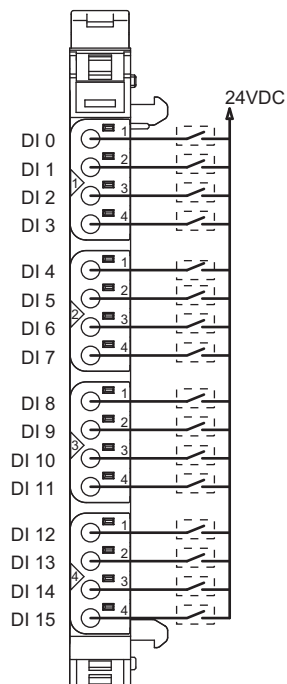 24VDC
DI 0 1
DI 1 2
1
DI 2 3
DI 3 4
DI 4 1
DI 5 2
2
DI 6 3
DI 7 4
DI 8 1
DI 9 2
3
DI 10 3
DI 11 4
DI 12 1
DI 13 2
4
DI 14 3
DI 15 4